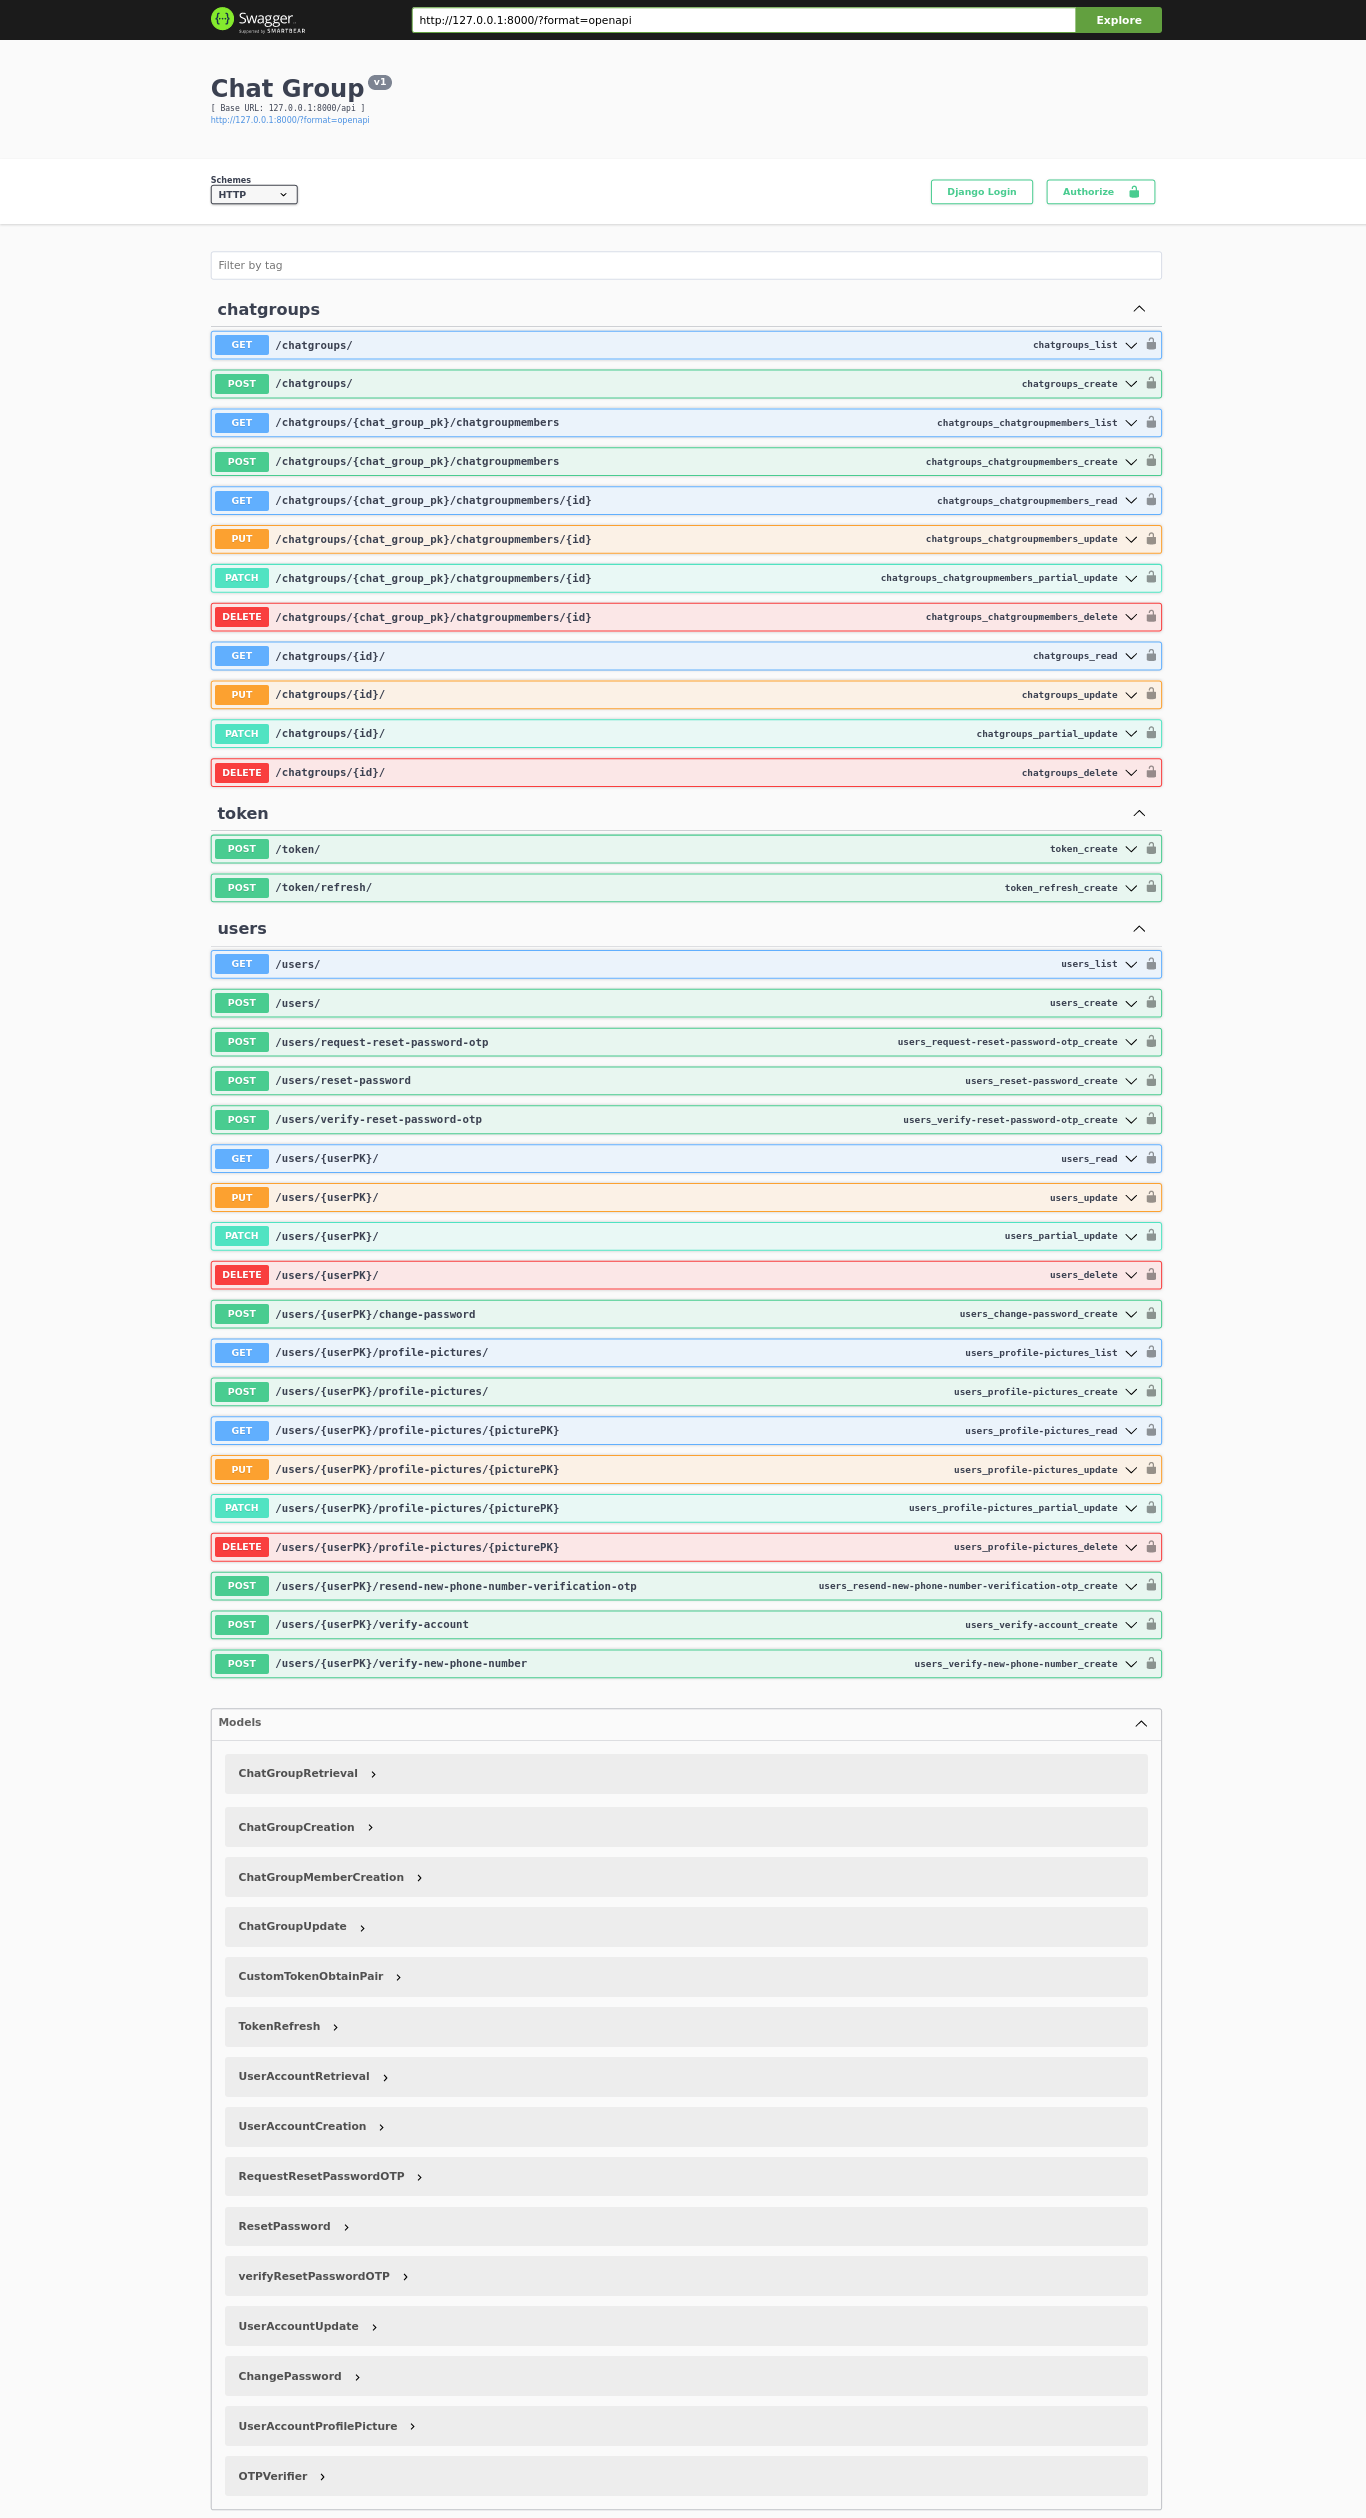 Swagger
Supported by SMARTBEAR
http://127.0.0.1:8000/?format=openapi
Explore
Chat Group v1
[ Base URL: 127.0.0.1:8000/api ]
http://127.0.0.1:8000/?format=openapi
Schemes
HTTP
Django Login
Authorize
Filter by tag
chatgroups
GET /chatgroups/ chatgroups_list
POST /chatgroups/ chatgroups_create
GET /chatgroups/{chat_group_pk}/chatgroupmembers chatgroups_chatgroupmembers_list
POST /chatgroups/{chat_group_pk}/chatgroupmembers chatgroups_chatgroupmembers_create
GET /chatgroups/{chat_group_pk}/chatgroupmembers/{id} chatgroups_chatgroupmembers_read
PUT /chatgroups/{chat_group_pk}/chatgroupmembers/{id} chatgroups_chatgroupmembers_update
PATCH /chatgroups/{chat_group_pk}/chatgroupmembers/{id} chatgroups_chatgroupmembers_partial_update
DELETE /chatgroups/{chat_group_pk}/chatgroupmembers/{id} chatgroups_chatgroupmembers_delete
GET /chatgroups/{id}/ chatgroups_read
PUT /chatgroups/{id}/ chatgroups_update
PATCH /chatgroups/{id}/ chatgroups_partial_update
DELETE /chatgroups/{id}/ chatgroups_delete
token
POST /token/ token_create
POST /token/refresh/ token_refresh_create
users
GET /users/ users_list
POST /users/ users_create
POST /users/request-reset-password-otp users_request-reset-password-otp_create
POST /users/reset-password users_reset-password_create
POST /users/verify-reset-password-otp users_verify-reset-password-otp_create
GET /users/{userPK}/ users_read
PUT /users/{userPK}/ users_update
PATCH /users/{userPK}/ users_partial_update
DELETE /users/{userPK}/ users_delete
POST /users/{userPK}/change-password users_change-password_create
GET /users/{userPK}/profile-pictures/ users_profile-pictures_list
POST /users/{userPK}/profile-pictures/ users_profile-pictures_create
GET /users/{userPK}/profile-pictures/{picturePK} users_profile-pictures_read
PUT /users/{userPK}/profile-pictures/{picturePK} users_profile-pictures_update
PATCH /users/{userPK}/profile-pictures/{picturePK} users_profile-pictures_partial_update
DELETE /users/{userPK}/profile-pictures/{picturePK} users_profile-pictures_delete
POST /users/{userPK}/resend-new-phone-number-verification-otp users_resend-new-phone-number-verification-otp_create
POST /users/{userPK}/verify-account users_verify-account_create
POST /users/{userPK}/verify-new-phone-number users_verify-new-phone-number_create
Models
ChatGroupRetrieval
ChatGroupCreation
ChatGroupMemberCreation
ChatGroupUpdate
CustomTokenObtainPair
TokenRefresh
UserAccountRetrieval
UserAccountCreation
RequestResetPasswordOTP
ResetPassword
verifyResetPasswordOTP
UserAccountUpdate
ChangePassword
UserAccountProfilePicture
OTPVerifier